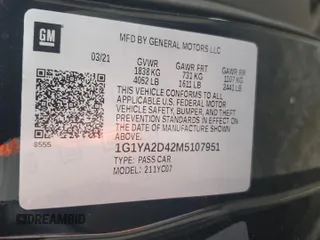 GM
MFD BY GENERAL MOTORS LLC
03/21
GVWR GAWR FRT GAWR RR
1838 KG 731 KG 1107 KG
4052 LB 1611 LB 2441 LB
THIS VEHICLE CONFORMS TO ALL APPLICABLE
U.S. FEDERAL MOTOR
VEHICLE SAFETY, BUMPER, AND THEFT
PREVENTION STANDARDS IN EFFECT ON THE
DATE OF MANUFACTURE SHOWN
ABOVE.
8555
1G1YA2D42M5107951
TYPE: PASS CAR
MODEL: 211YC07
DREAMBID